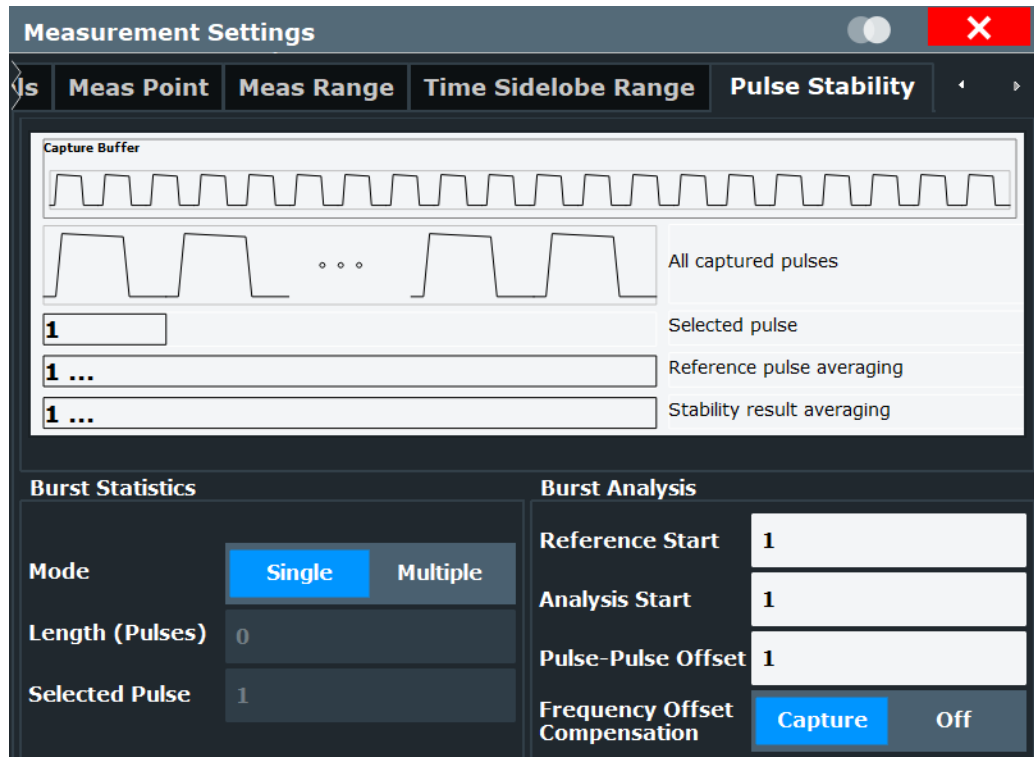 Measurement Settings
ls Meas Point Meas Range Time Sidelobe Range Pulse Stability
Capture Buffer
All captured pulses
1 Selected pulse
1 ... Reference pulse averaging
1 ... Stability result averaging
Burst Statistics
Mode Single Multiple
Length (Pulses) 0
Selected Pulse 1
Burst Analysis
Reference Start 1
Analysis Start 1
Pulse-Pulse Offset 1
Frequency Offset
Compensation Capture Off